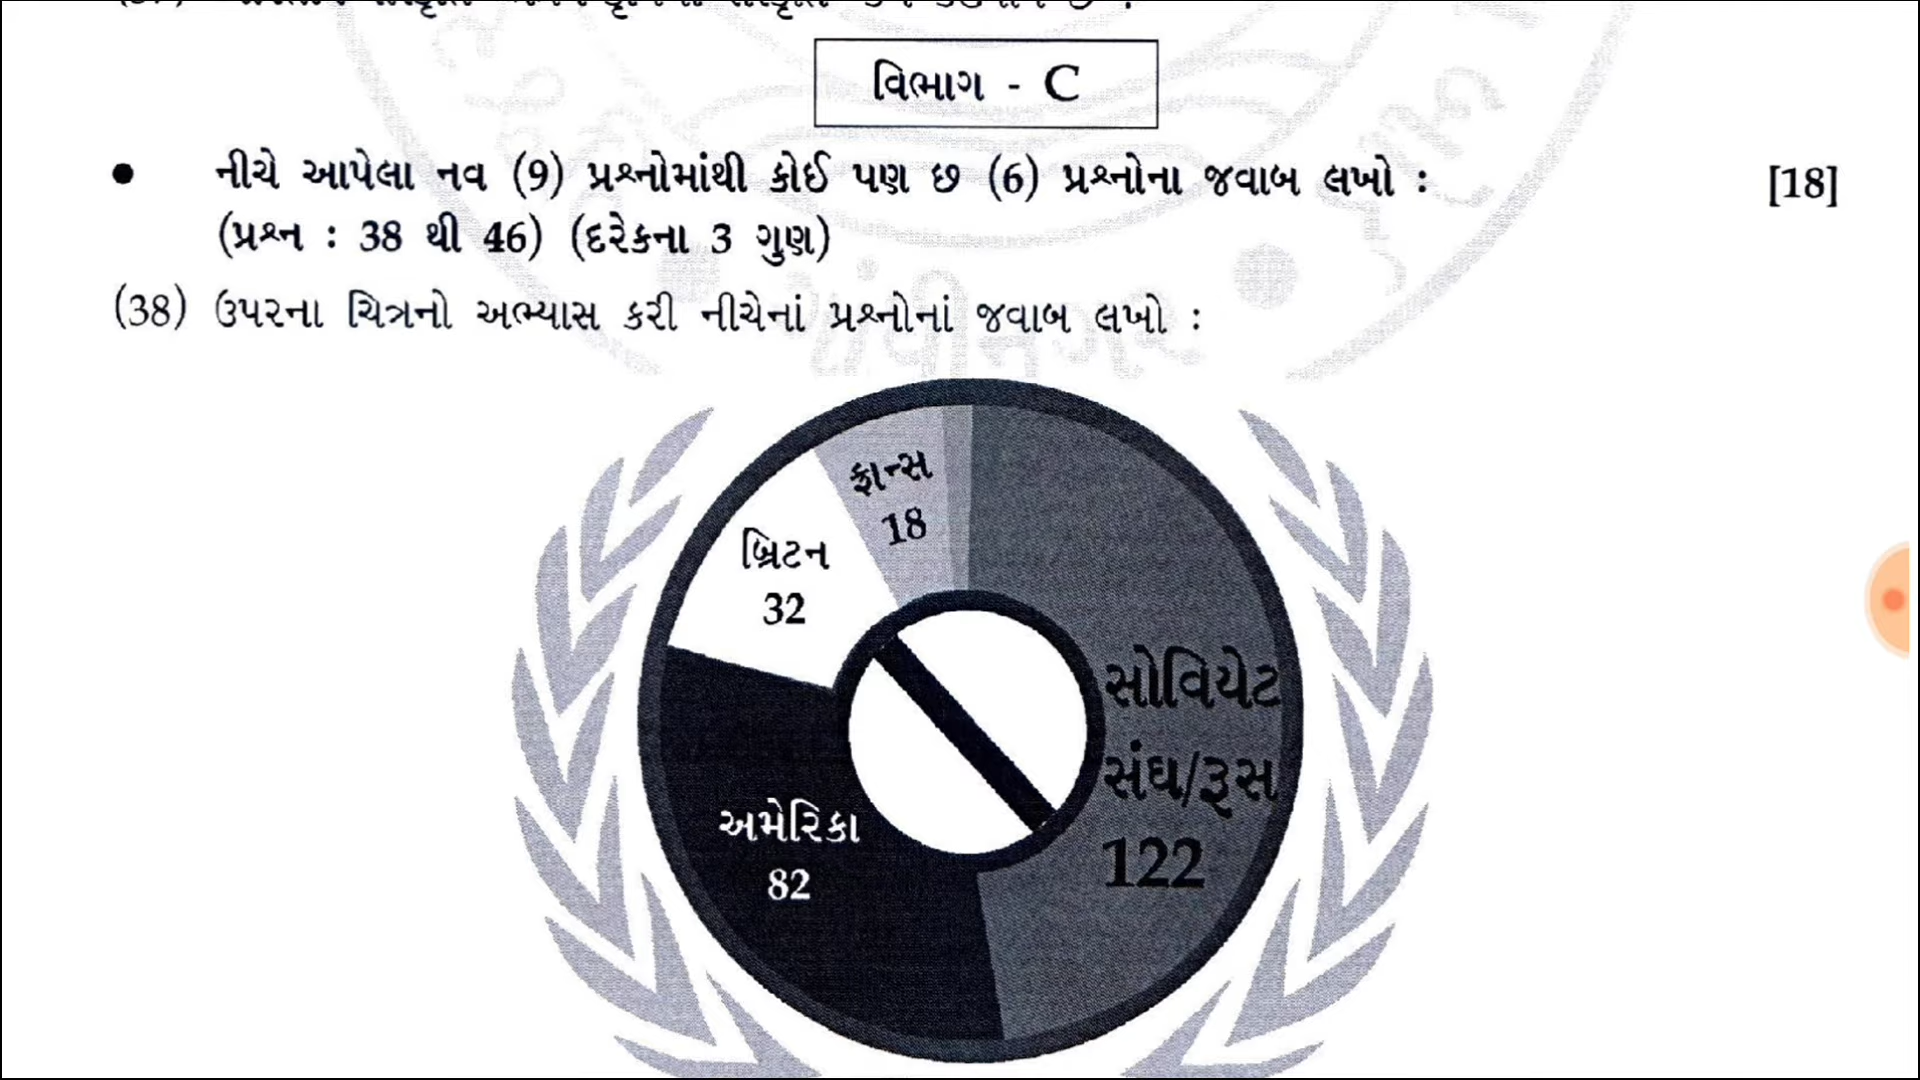 વિભાગ - C
● નીચે આપેલા નવ (9) પ્રશ્નોમાંથી કોઈ પણ છ (6) પ્રશ્નોના જવાબ લખો : [18]
(પ્રશ્ન : 38 થી 46) (દરેકના 3 ગુણ)
(38) ઉપરના ચિત્રનો અભ્યાસ કરી નીચેનાં પ્રશ્નોનાં જવાબ લખો :
ફ્રાન્સ
18
બ્રિટન
32
સોવિયેટ
સંઘ/રૂસ
122
અમેરિકા
82